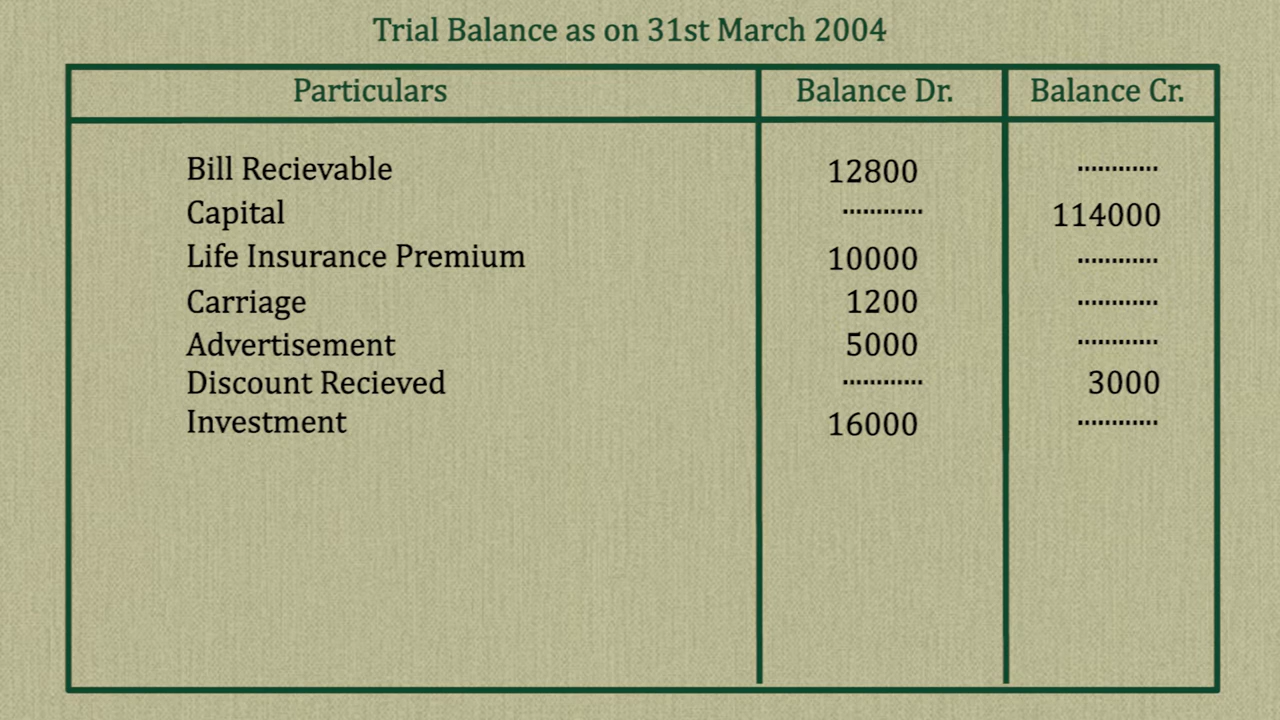 Trial Balance as on 31st March 2004
Particulars Balance Dr. Balance Cr.
Bill Recievable 12800 ............
Capital ............ 114000
Life Insurance Premium 10000 ............
Carriage 1200 ............
Advertisement 5000 ............
Discount Recieved ............ 3000
Investment 16000 ............